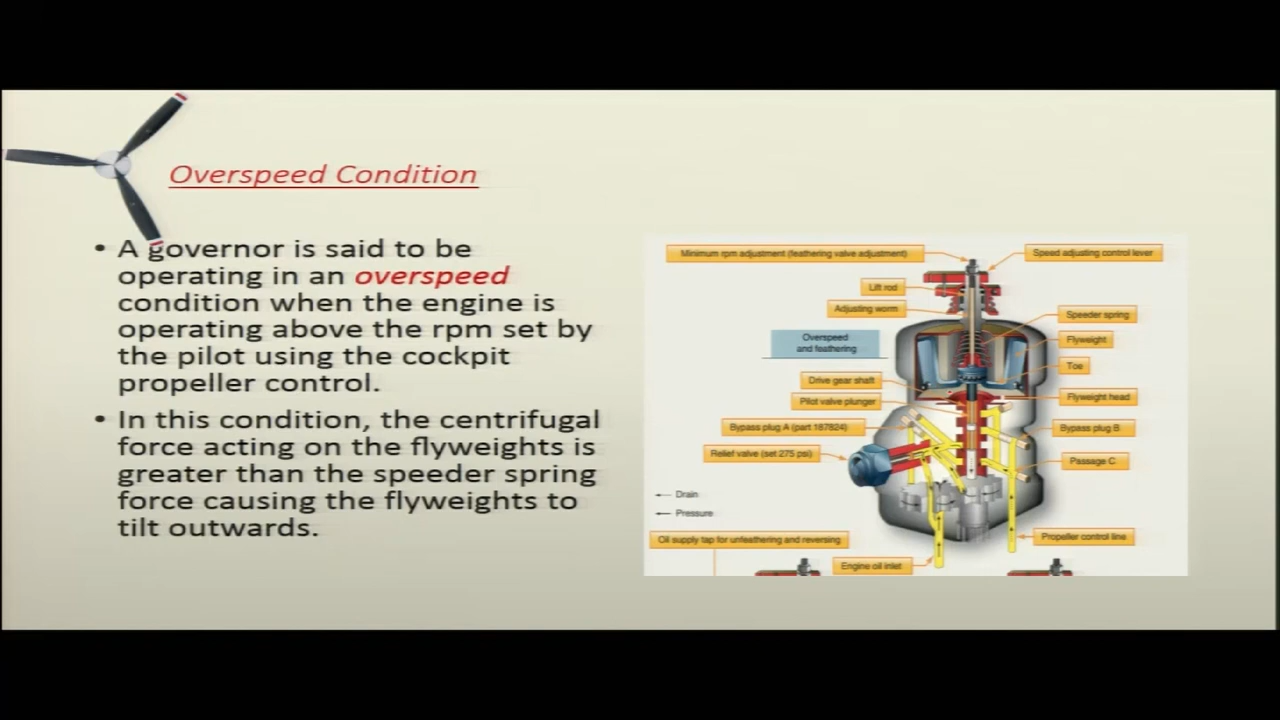 Overspeed Condition
• A governor is said to be
operating in an overspeed
condition when the engine is
operating above the rpm set by
the pilot using the cockpit
propeller control.
• In this condition, the centrifugal
force acting on the flyweights is
greater than the speeder spring
force causing the flyweights to
tilt outwards.
Minimum rpm adjustment (feathering valve adjustment)
Speed adjusting control lever
Lift rod
Adjusting worm
Speeder spring
Overspeed
and feathering
Flyweight
Toe
Drive gear shaft
Flyweight head
Pilot valve plunger
Bypass plug A (part 187824)
Bypass plug B
Relief valve (set 275 psi)
Passage C
Drain
Pressure
Oil supply tap for unfeathering and reversing
Propeller control line
Engine oil inlet